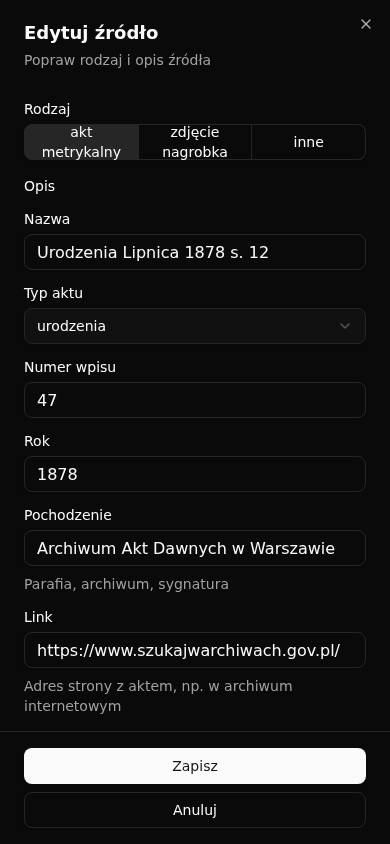 Edytuj źródło
Popraw rodzaj i opis źródła
Rodzaj
akt
metrykalny
zdjęcie
nagrobka
inne
Opis
Nazwa
Urodzenia Lipnica 1878 s. 12
Typ aktu
urodzenia
Numer wpisu
47
Rok
1878
Pochodzenie
Archiwum Akt Dawnych w Warszawie
Parafia, archiwum, sygnatura
Link
https://www.szukajwarchiwach.gov.pl/
Adres strony z aktem, np. w archiwum
internetowym
Zapisz
Anuluj